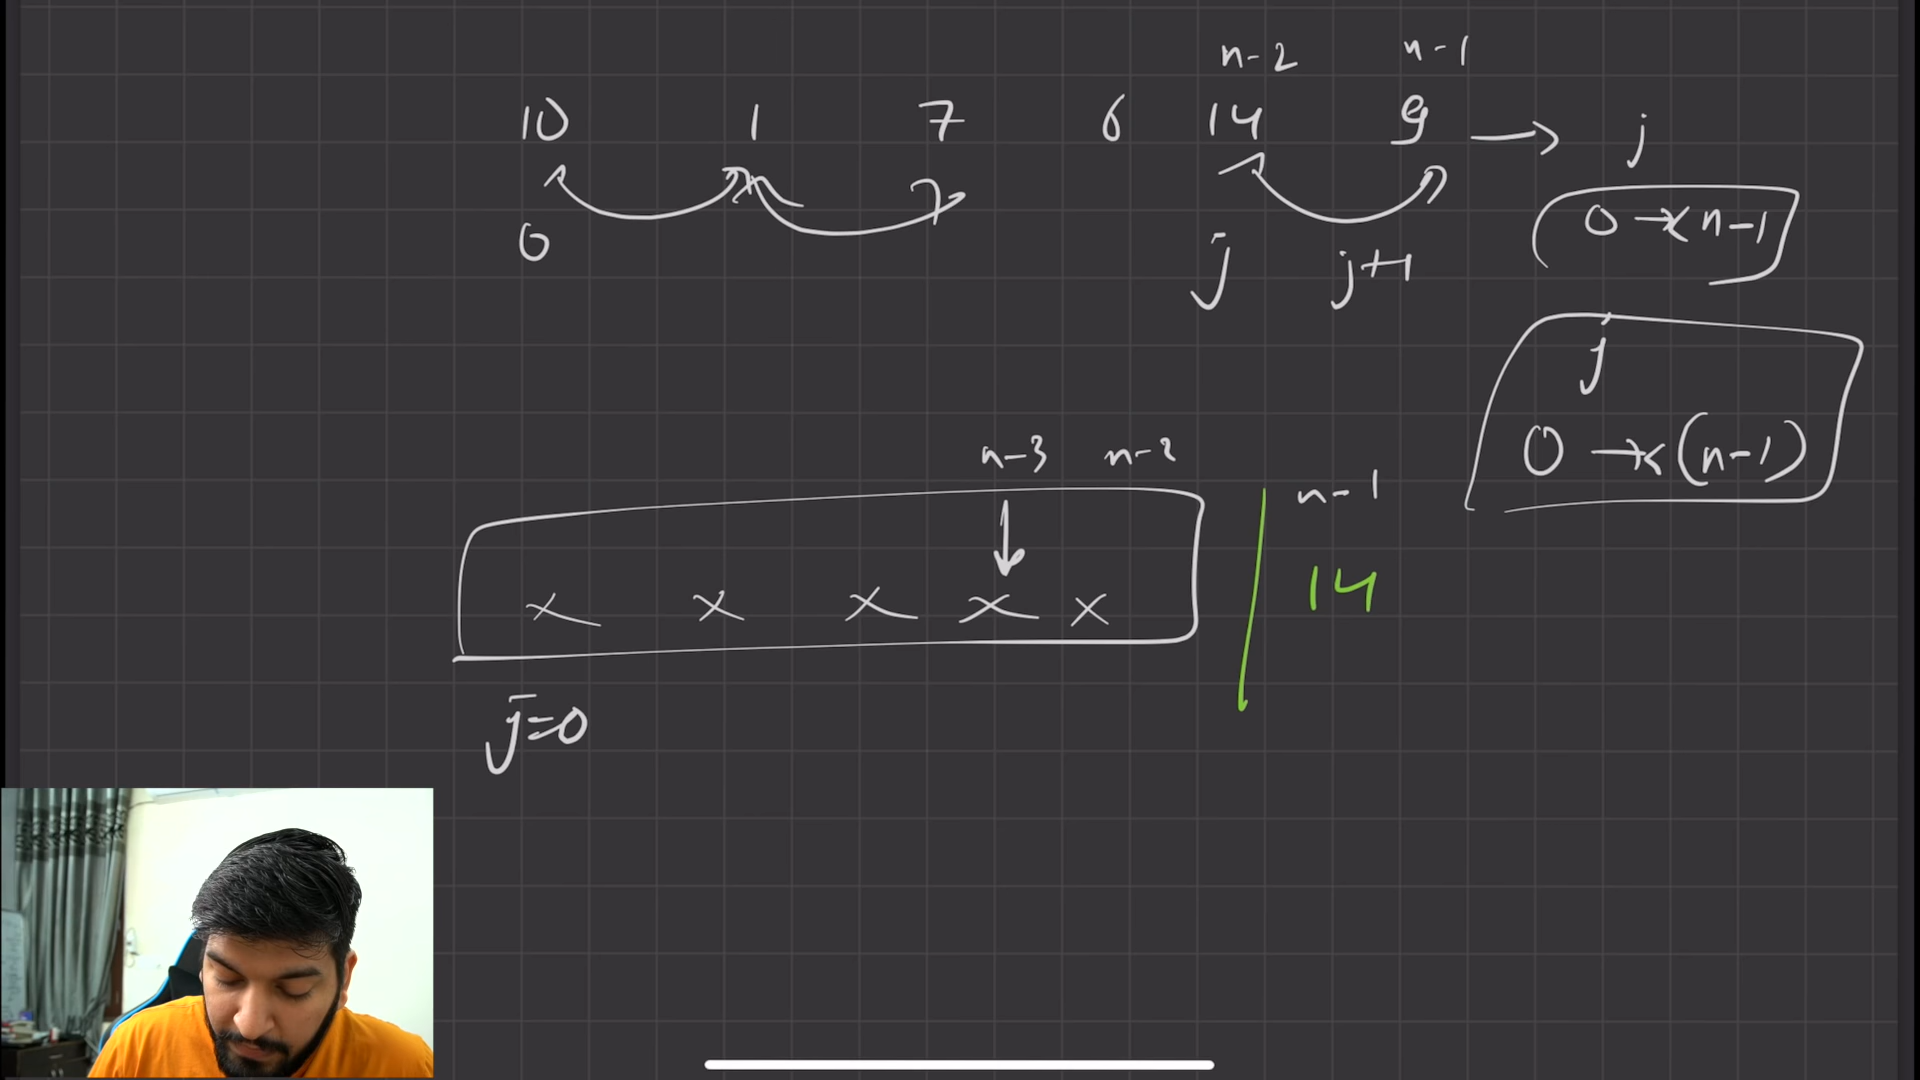 n-2 n-1
10 1 7 6 14 9 → j
0 → < n-1
0 j j+1
j
0 → < (n-1)
n-3 n-2 n-1
x x x x x 14
j=0